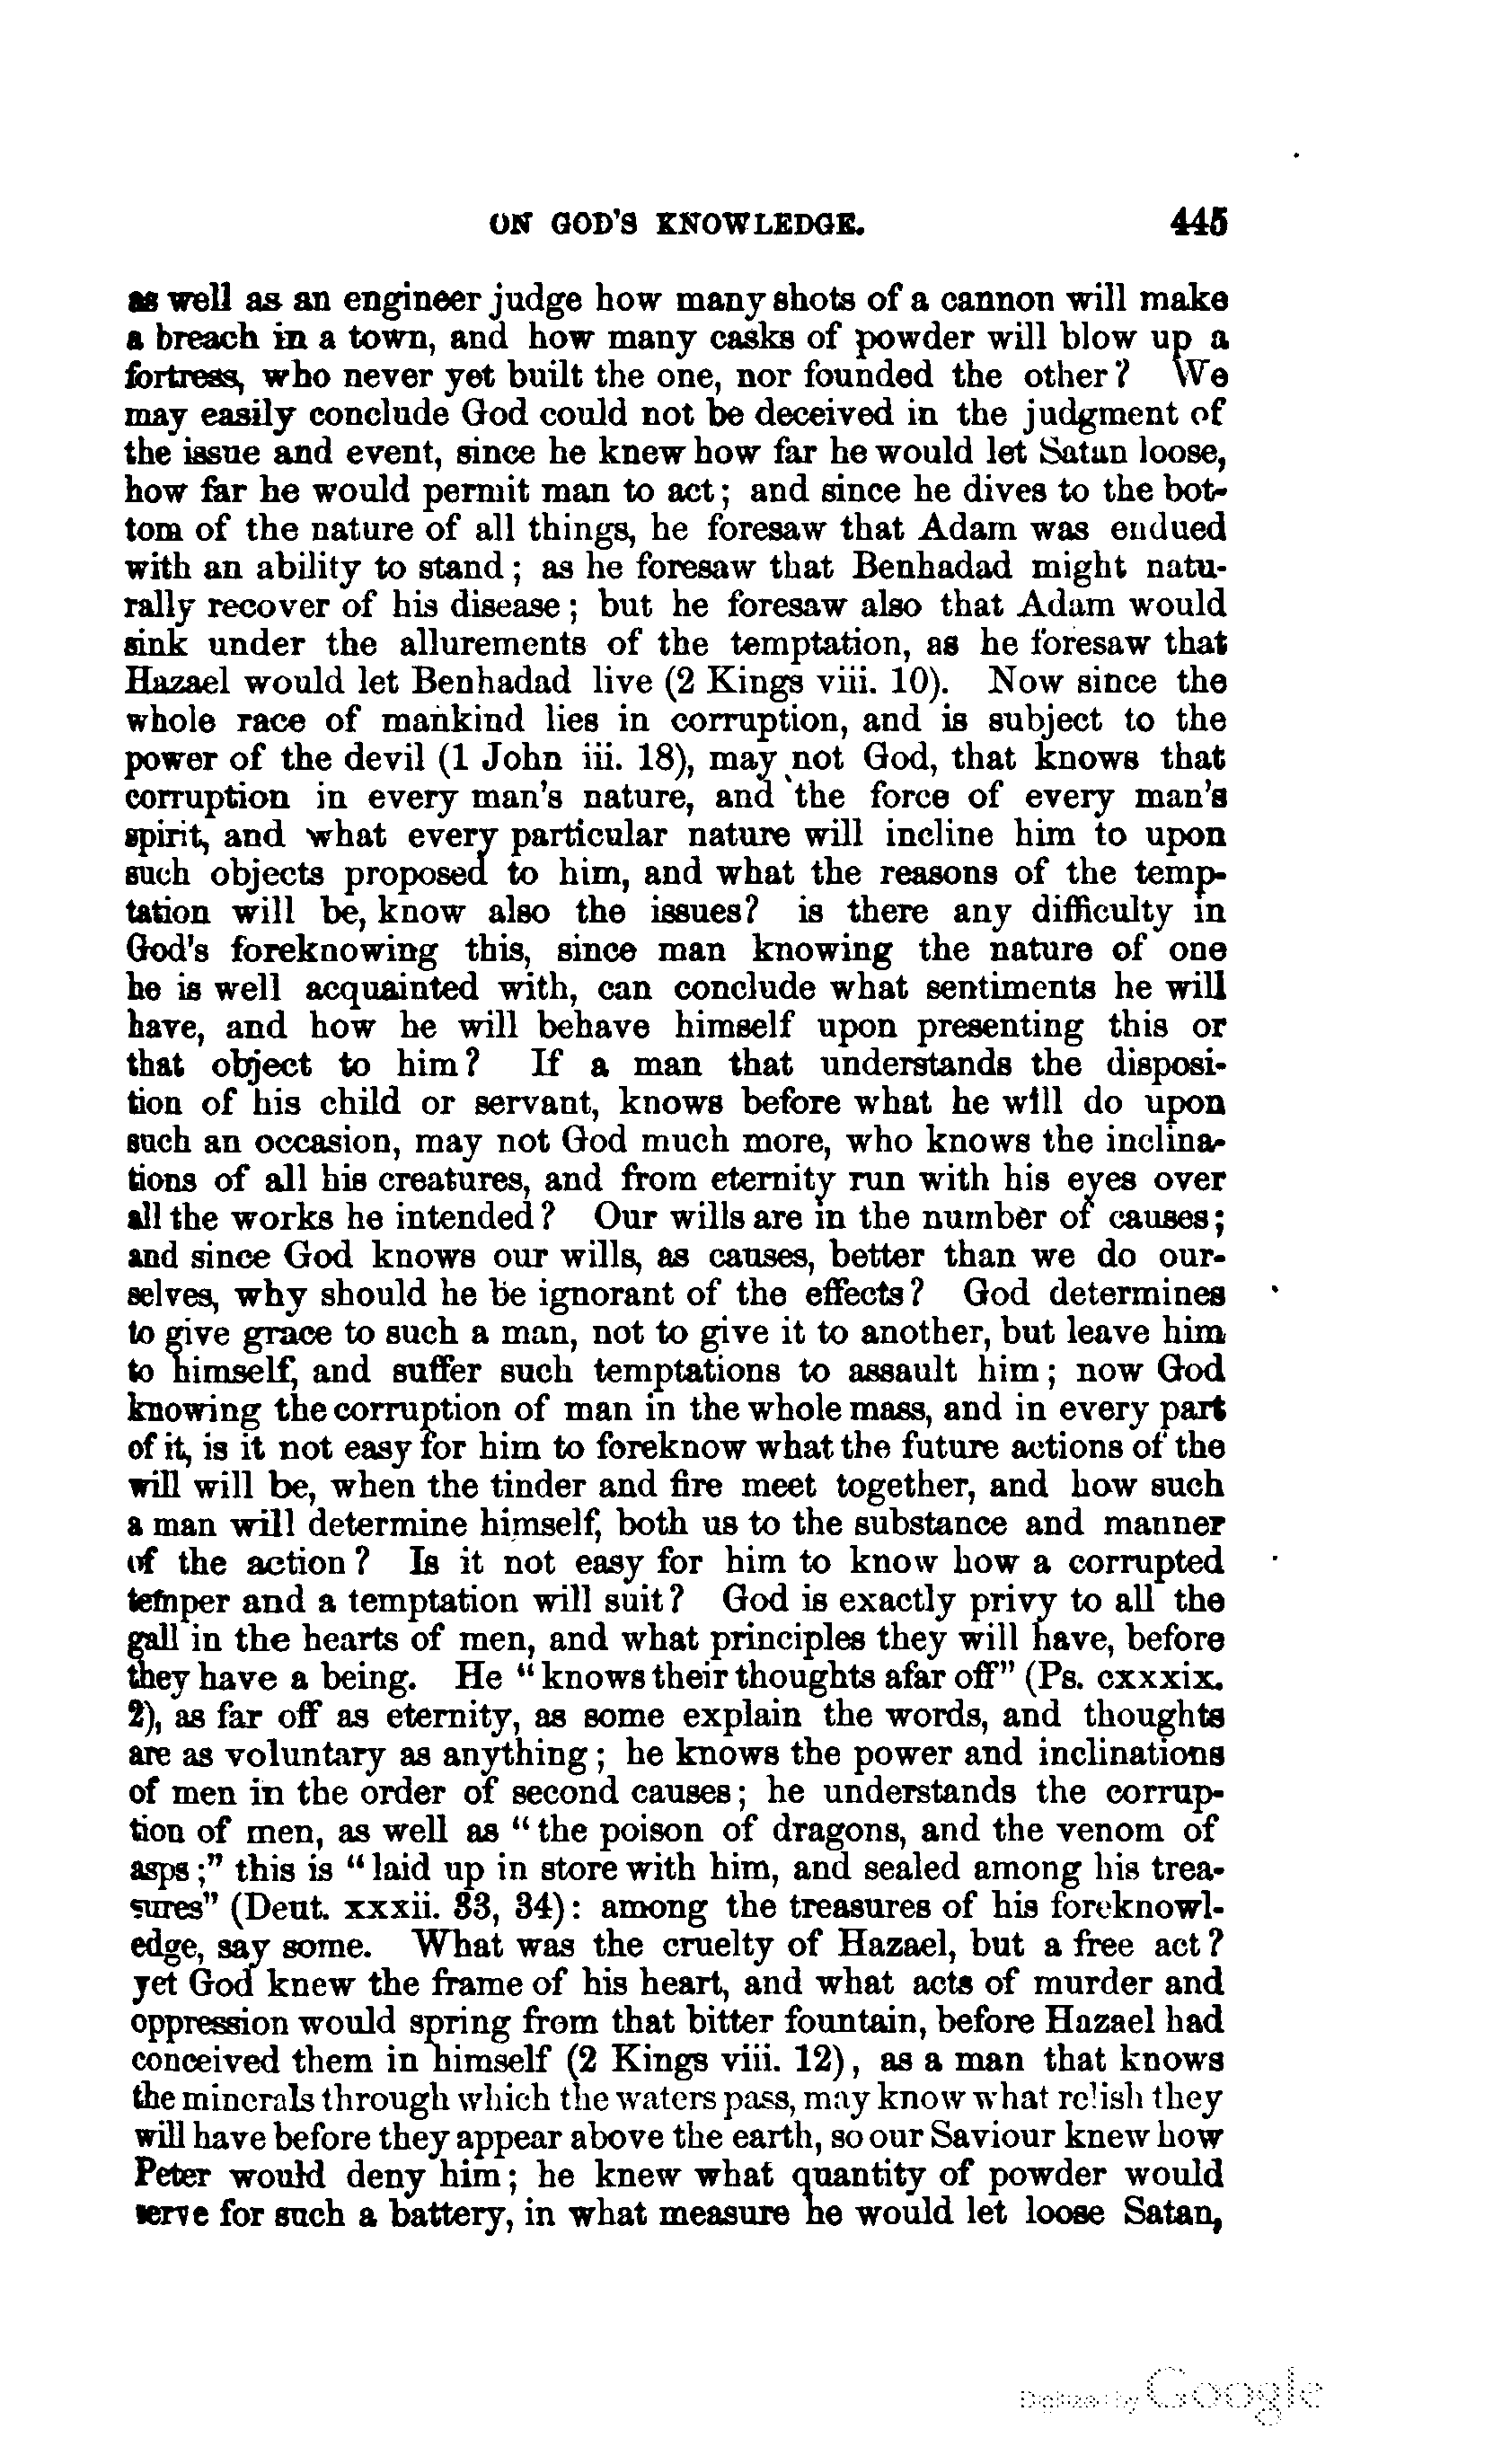 ON GOD'S KNOWLEDGE. 445
as well as an engineer judge how many shots of a cannon will make
a breach in a town, and how many casks of powder will blow up a
fortress, who never yet built the one, nor founded the other? We
may easily conclude God could not be deceived in the judgment of
the issue and event, since he knew how far he would let Satan loose,
how far he would permit man to act; and since he dives to the bot-
tom of the nature of all things, he foresaw that Adam was endued
with an ability to stand; as he foresaw that Benhadad might natu-
rally recover of his disease; but he foresaw also that Adam would
sink under the allurements of the temptation, as he foresaw that
Hazael would let Benhadad live (2 Kings viii. 10). Now since the
whole race of mankind lies in corruption, and is subject to the
power of the devil (1 John iii. 18), may not God, that knows that
corruption in every man's nature, and the force of every man's
spirit, and what every particular nature will incline him to upon
such objects proposed to him, and what the reasons of the temp-
tation will be, know also the issues? is there any difficulty in
God's foreknowing this, since man knowing the nature of one
he is well acquainted with, can conclude what sentiments he will
have, and how he will behave himself upon presenting this or
that object to him? If a man that understands the disposi-
tion of his child or servant, knows before what he will do upon
such an occasion, may not God much more, who knows the inclina-
tions of all his creatures, and from eternity run with his eyes over
all the works he intended? Our wills are in the number of causes;
and since God knows our wills, as causes, better than we do our-
selves, why should he be ignorant of the effects? God determines
to give grace to such a man, not to give it to another, but leave him
to himself, and suffer such temptations to assault him; now God
knowing the corruption of man in the whole mass, and in every part
of it, is it not easy for him to foreknow what the future actions of the
will will be, when the tinder and fire meet together, and how such
a man will determine himself, both us to the substance and manner
of the action? Is it not easy for him to know how a corrupted
temper and a temptation will suit? God is exactly privy to all the
gall in the hearts of men, and what principles they will have, before
they have a being. He "knows their thoughts afar off" (Ps. cxxxix.
2), as far off as eternity, as some explain the words, and thoughts
are as voluntary as anything; he knows the power and inclinations
of men in the order of second causes; he understands the corrup-
tion of men, as well as "the poison of dragons, and the venom of
asps;" this is "laid up in store with him, and sealed among his trea-
sures" (Deut. xxxii. 33, 34): among the treasures of his foreknowl-
edge, say some. What was the cruelty of Hazael, but a free act?
yet God knew the frame of his heart, and what acts of murder and
oppression would spring from that bitter fountain, before Hazael had
conceived them in himself (2 Kings viii. 12), as a man that knows
the minerals through which the waters pass, may know what relish they
will have before they appear above the earth, so our Saviour knew how
Peter would deny him; he knew what quantity of powder would
serve for such a battery, in what measure he would let loose Satan,
Digitized by Google